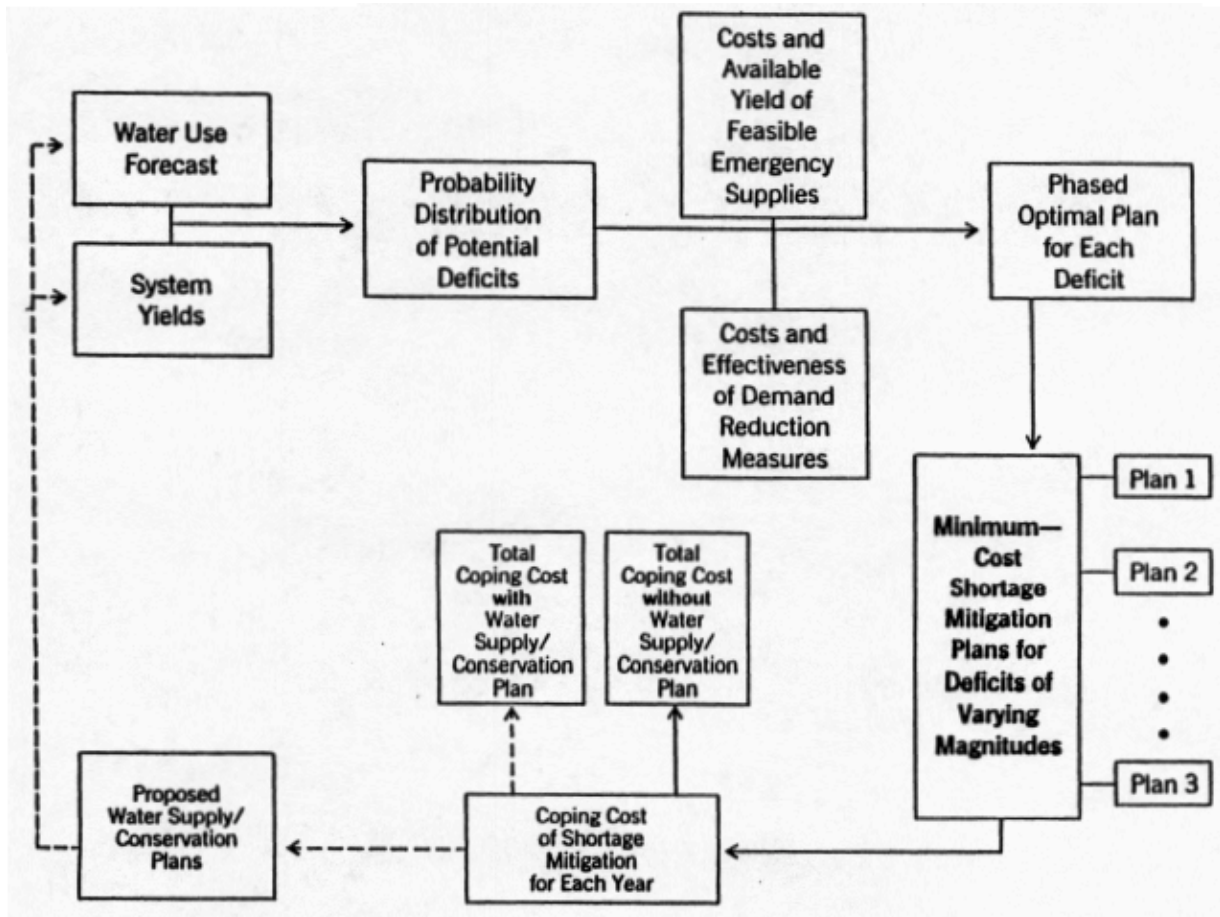 Water Use
Forecast
System
Yields
Probability
Distribution
of Potential
Deficits
Costs and
Available
Yield of
Feasible
Emergency
Supplies
Costs and
Effectiveness
of Demand
Reduction
Measures
Phased
Optimal Plan
for Each
Deficit
Minimum—
Cost
Shortage
Mitigation
Plans for
Deficits of
Varying
Magnitudes
Plan 1
Plan 2
Plan 3
Total
Coping Cost
with
Water
Supply/
Conservation
Plan
Total
Coping Cost
without
Water
Supply/
Conservation
Plan
Coping Cost
of Shortage
Mitigation
for Each Year
Proposed
Water Supply/
Conservation
Plans